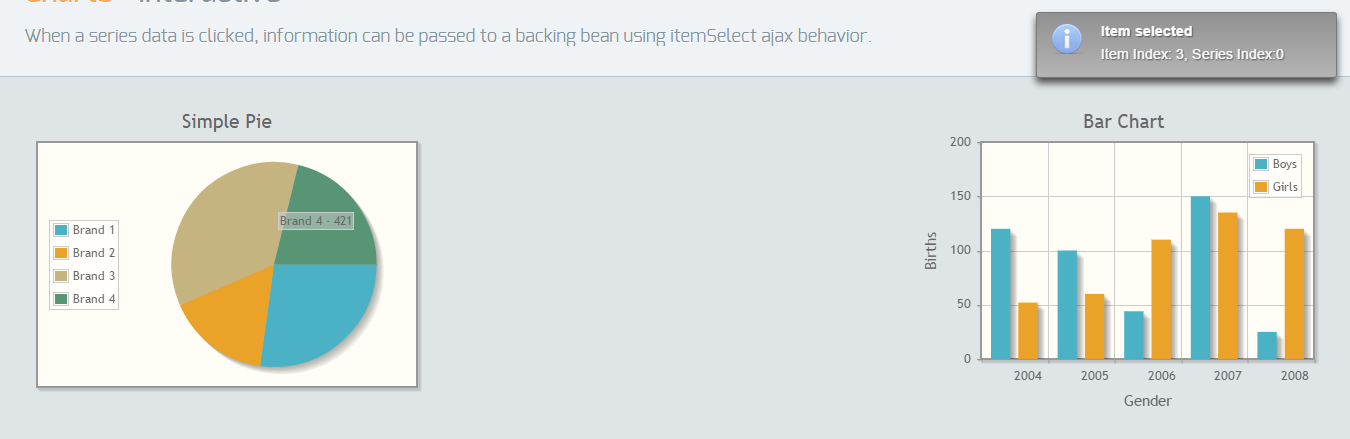 Charts - Interactive
When a series data is clicked, information can be passed to a backing bean using itemSelect ajax behavior.
Item selected
Item Index: 3, Series Index:0
Simple Pie
Brand 1
Brand 2
Brand 3
Brand 4
Brand 4 - 421
Bar Chart
200
150
100
50
0
Births
Boys
Girls
2004 2005 2006 2007 2008
Gender